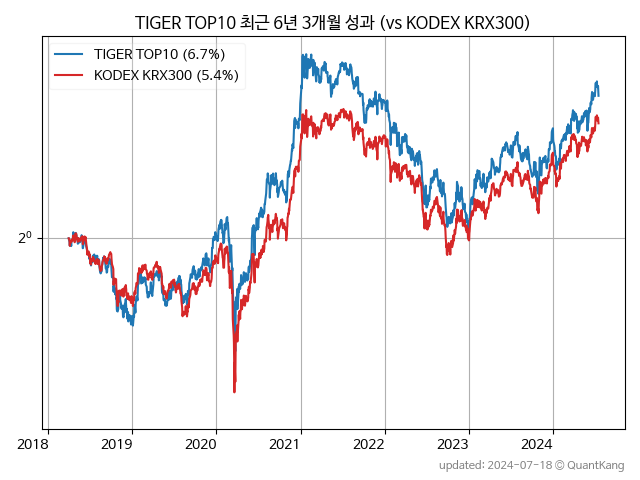 TIGER TOP10 최근 6년 3개월 성과 (vs KODEX KRX300)
TIGER TOP10 (6.7%)
KODEX KRX300 (5.4%)
2⁰
2018 2019 2020 2021 2022 2023 2024
updated: 2024-07-18 © QuantKang